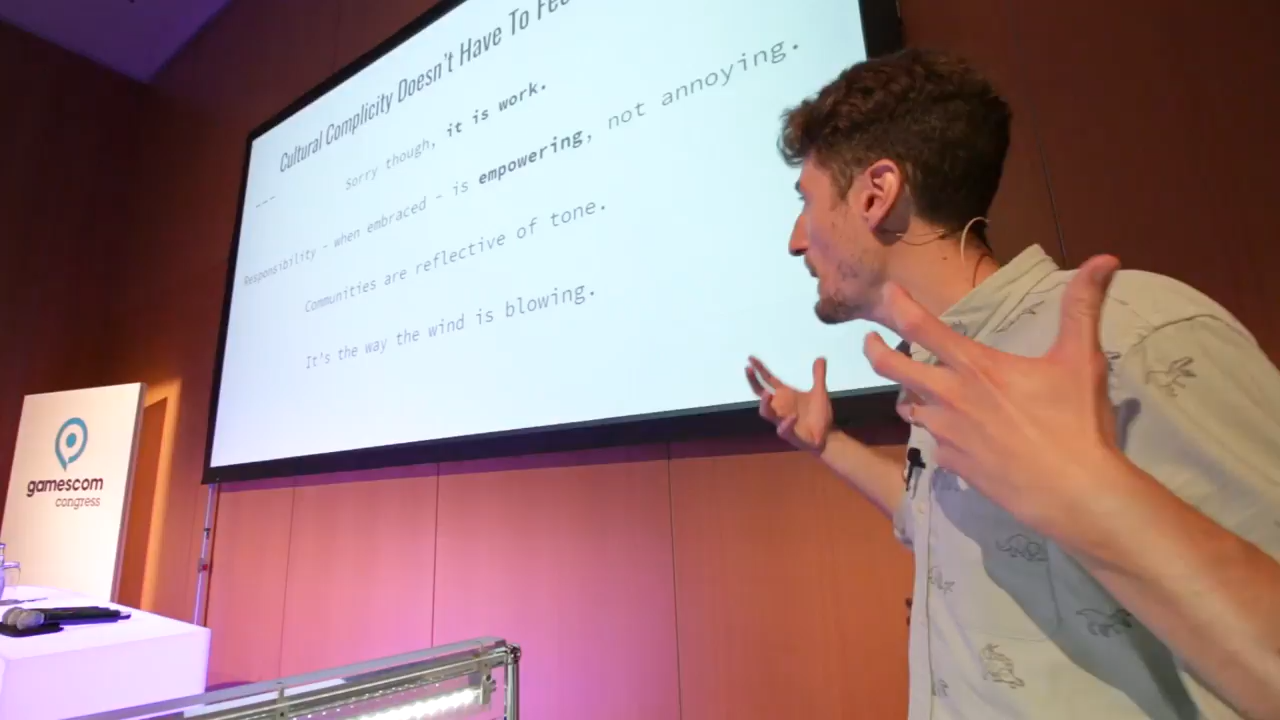 Cultural Complicity Doesn't Have To
Sorry though, it is work.
---
Responsibility - when embraced - is empowering, not annoying.
Communities are reflective of tone.
It's the way the wind is blowing.
gamescom
congress